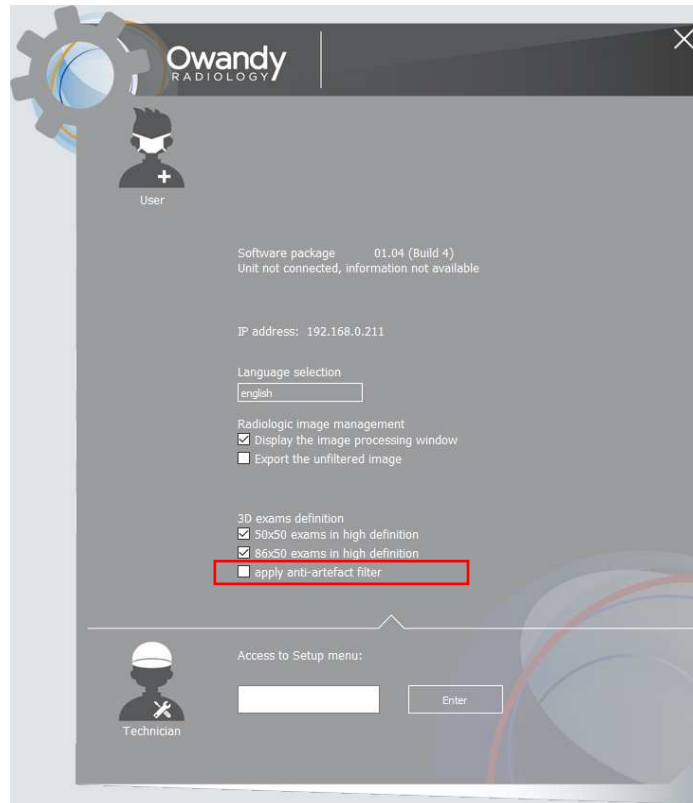 Owandy
RADIOLOGY
User
Software package 01.04 (Build 4)
Unit not connected, information not available
IP address: 192.168.0.211
Language selection
english
Radiologic image management
Display the image processing window
Export the unfiltered image
3D exams definition
50x50 exams in high definition
86x50 exams in high definition
apply anti-artefact filter
Access to Setup menu:
Enter
Technician